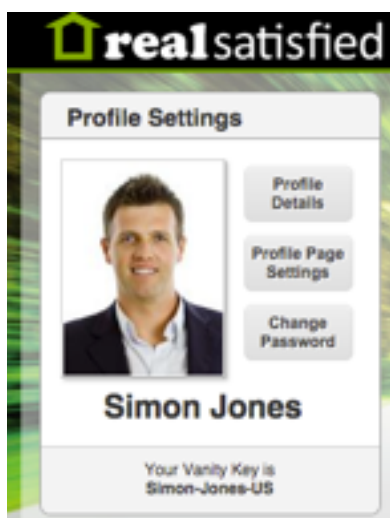 realsatisfied
Profile Settings
Profile
Details
Profile Page
Settings
Change
Password
Simon Jones
Your Vanity Key is
Simon-Jones-US